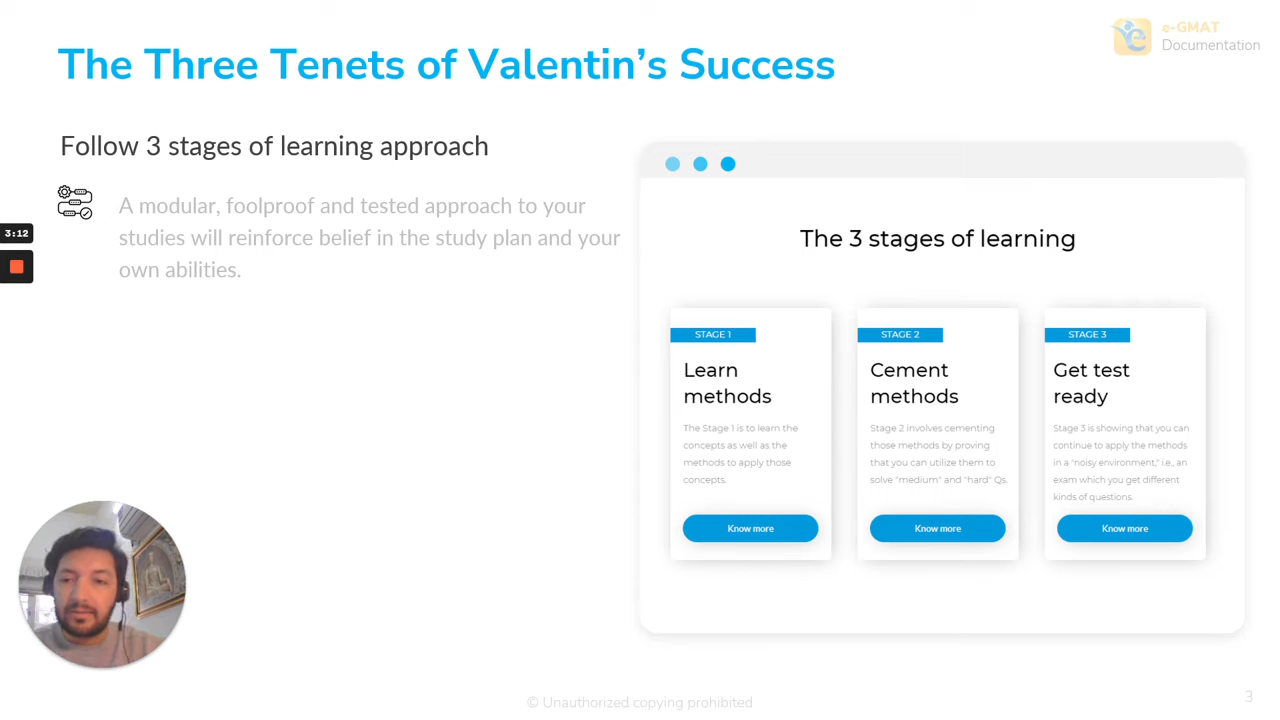 e-GMAT
Documentation
The Three Tenets of Valentin's Success
Follow 3 stages of learning approach
A modular, foolproof and tested approach to your
studies will reinforce belief in the study plan and your
own abilities.
3:12
The 3 stages of learning
STAGE 1
Learn
methods
The Stage 1 is to learn the
concepts as well as the
methods to apply those
concepts.
Know more
STAGE 2
Cement
methods
Stage 2 involves cementing
those methods by proving
that you can utilize them to
solve "medium" and "hard" Qs.
Know more
STAGE 3
Get test
ready
Stage 3 is showing that you can
continue to apply the methods
in a "noisy environment," i.e., an
exam which you get different
kinds of questions.
Know more
© Unauthorized copying prohibited
3